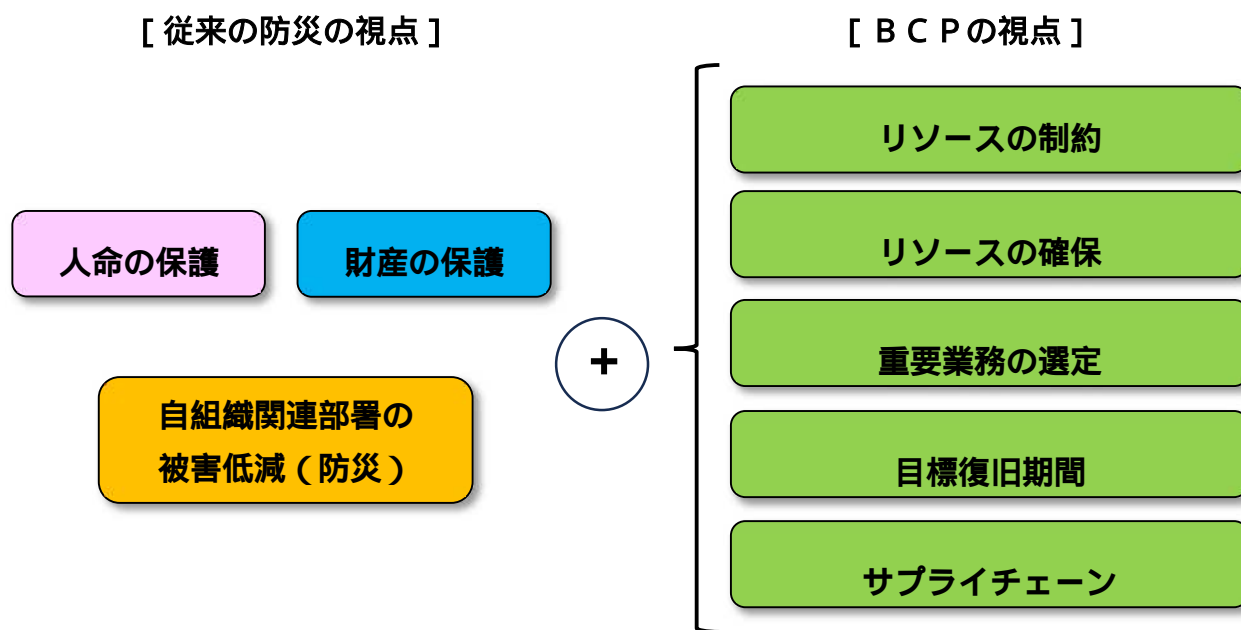 [ 従来の防災の視点 ]
[ ＢＣＰの視点 ]
人命の保護
財産の保護
自組織関連部署の
被害低減（防災）
+
リソースの制約
リソースの確保
重要業務の選定
目標復旧期間
サプライチェーン